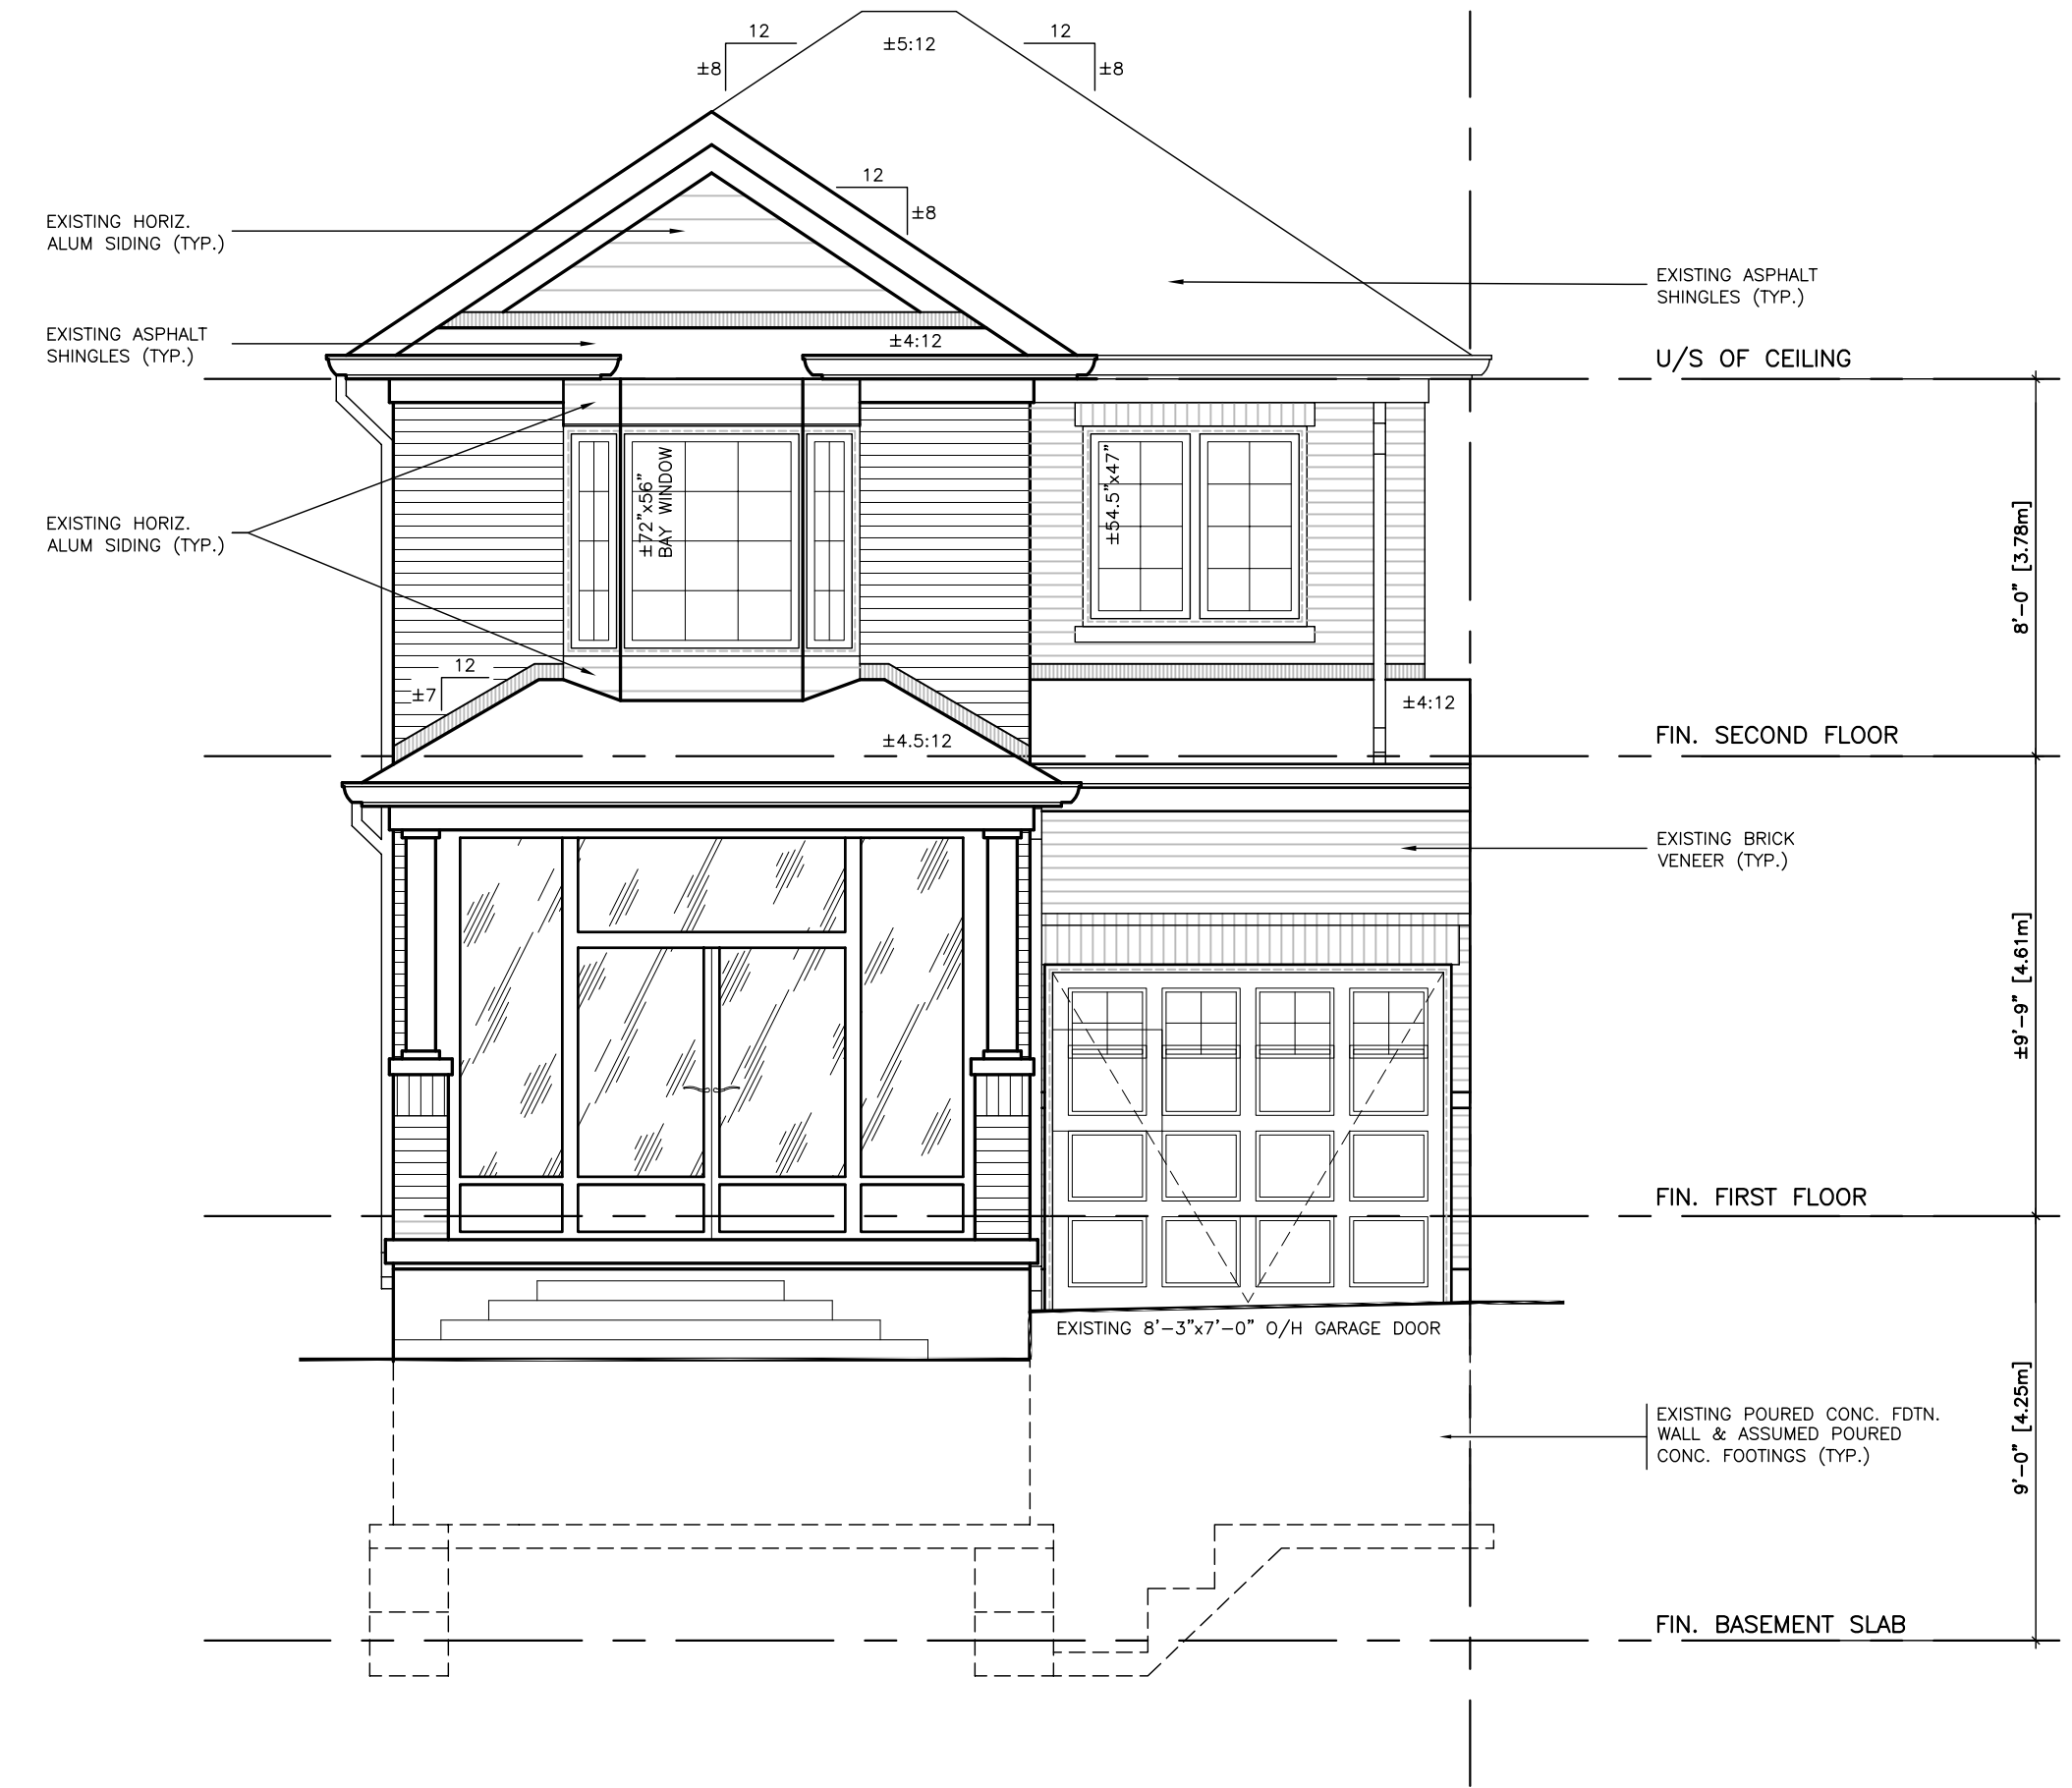 12
±8
±5:12
12
±8
12
±8
EXISTING HORIZ.
ALUM SIDING (TYP.)
EXISTING ASPHALT
SHINGLES (TYP.)
EXISTING ASPHALT
SHINGLES (TYP.)
±4:12
U/S OF CEILING
±72"x56"
BAY WINDOW
±54.5"x47"
EXISTING HORIZ.
ALUM SIDING (TYP.)
8'-0" [3.78m]
12
±7
±4:12
±4.5:12
FIN. SECOND FLOOR
EXISTING BRICK
VENEER (TYP.)
±9'-9" [4.61m]
FIN. FIRST FLOOR
EXISTING 8'-3"x7'-0" O/H GARAGE DOOR
EXISTING POURED CONC. FDTN.
WALL & ASSUMED POURED
CONC. FOOTINGS (TYP.)
9'-0" [4.25m]
FIN. BASEMENT SLAB